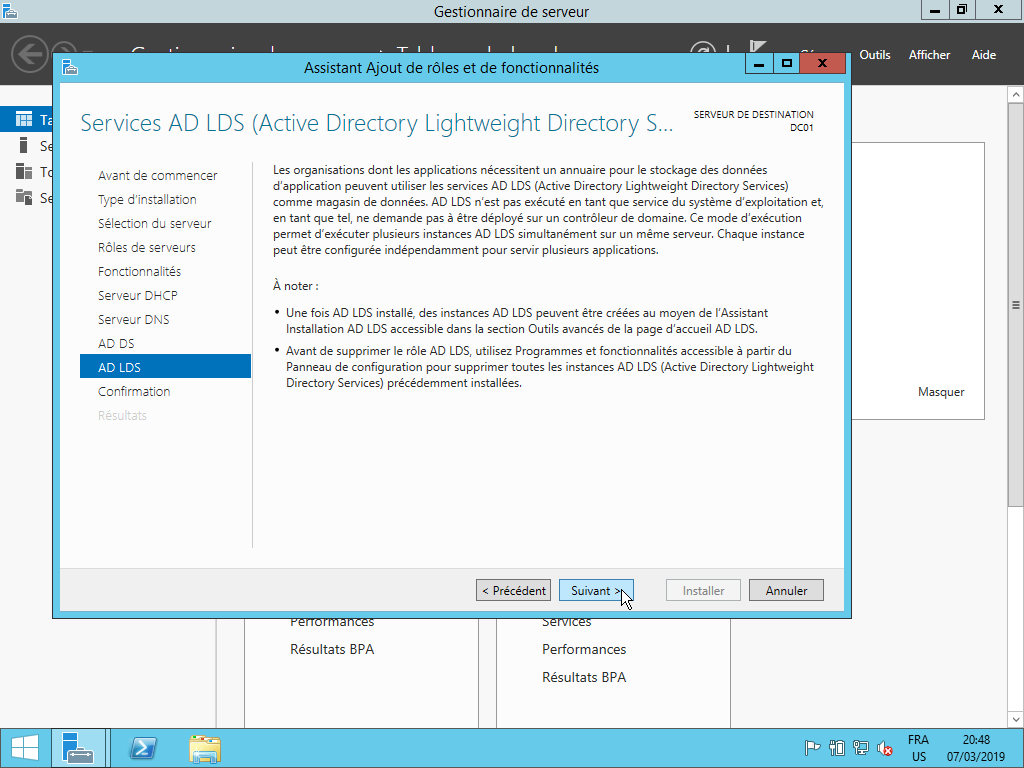 Gestionnaire de serveur
Outils
Afficher
Aide
Assistant Ajout de rôles et de fonctionnalités
Services AD LDS (Active Directory Lightweight Directory S...
SERVEUR DE DESTINATION
DC01
Avant de commencer
Type d'installation
Sélection du serveur
Rôles de serveurs
Fonctionnalités
Serveur DHCP
Serveur DNS
AD DS
AD LDS
Confirmation
Résultats
Les organisations dont les applications nécessitent un annuaire pour le stockage des données
d'application peuvent utiliser les services AD LDS (Active Directory Lightweight Directory Services)
comme magasin de données. AD LDS n'est pas exécuté en tant que service du système d'exploitation et,
en tant que tel, ne demande pas à être déployé sur un contrôleur de domaine. Ce mode d'exécution
permet d'exécuter plusieurs instances AD LDS simultanément sur un même serveur. Chaque instance
peut être configurée indépendamment pour servir plusieurs applications.
À noter :
• Une fois AD LDS installé, des instances AD LDS peuvent être créées au moyen de l'Assistant
Installation AD LDS accessible dans la section Outils avancés de la page d'accueil AD LDS.
• Avant de supprimer le rôle AD LDS, utilisez Programmes et fonctionnalités accessible à partir du
Panneau de configuration pour supprimer toutes les instances AD LDS (Active Directory Lightweight
Directory Services) précédemment installées.
Masquer
< Précédent
Suivant >
Installer
Annuler
Performances
Résultats BPA
Services
Performances
Résultats BPA
FRA
US
20:48
07/03/2019